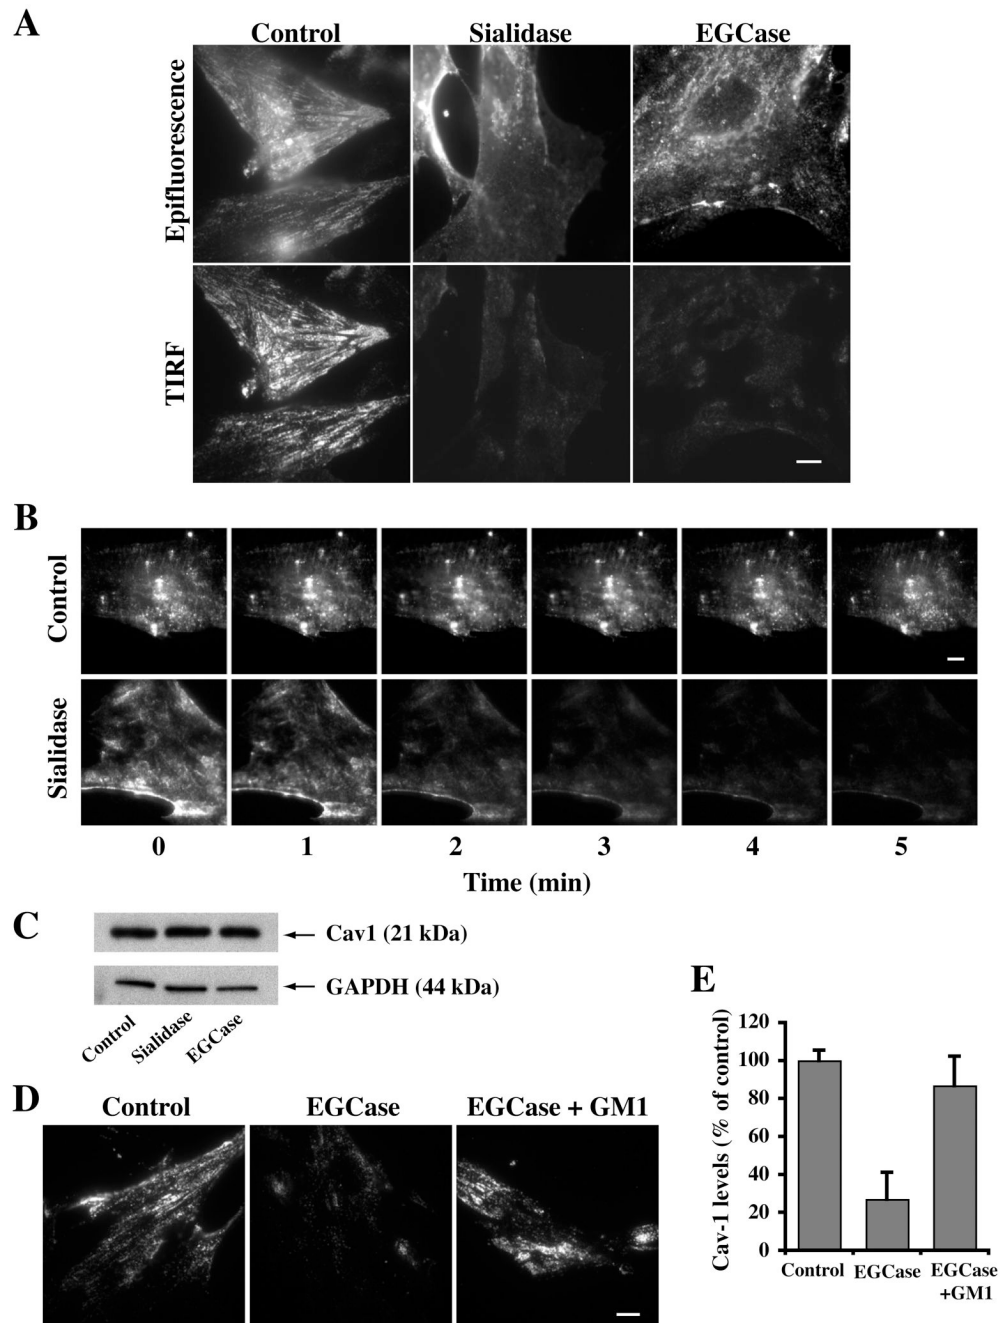 A
Control Sialidase EGCase
Epifluorescence
TIRF
B
Control
Sialidase
0 1 2 3 4 5
Time (min)
C
Cav1 (21 kDa)
GAPDH (44 kDa)
Control Sialidase EGCase
D
Control EGCase EGCase + GM1
E
Cav-1 levels (% of control)
120
100
80
60
40
20
0
Control EGCase EGCase
+GM1